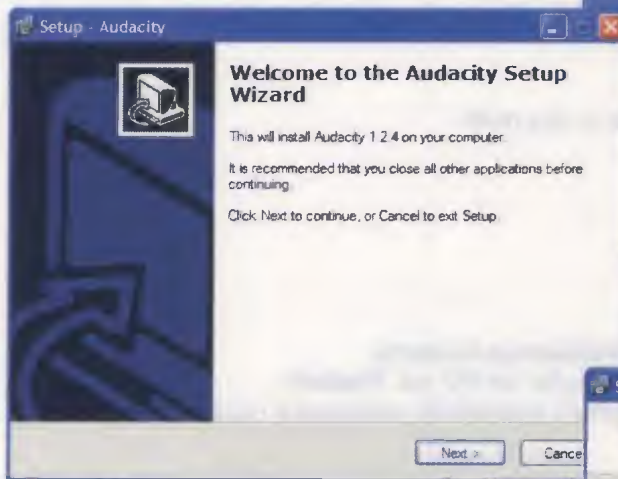 Setup - Audacity
Welcome to the Audacity Setup
Wizard
This will install Audacity 1.2.4 on your computer.
It is recommended that you close all other applications before
continuing.
Click Next to continue, or Cancel to exit Setup.
Next >
Cance